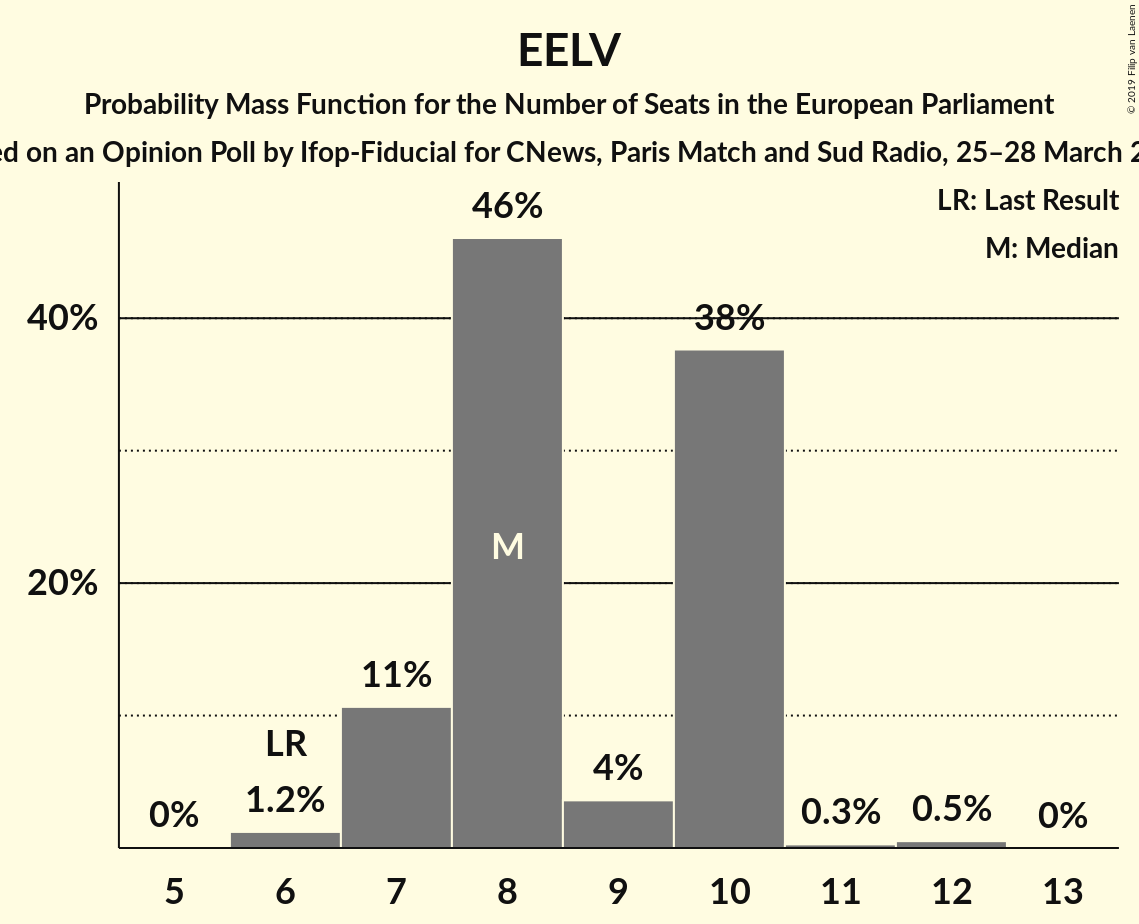 © 2019 Filip van Laenen
EELV
Probability Mass Function for the Number of Seats in the European Parliament
on an Opinion Poll by Ifop-Fiducial for CNews, Paris Match and Sud Radio, 25–28 March
LR: Last Result
M: Median
46%
40%
38%
M
20%
11%
LR
4%
1.2%
0%
0.3%
0.5%
0%
5 6 7 8 9 10 11 12 13